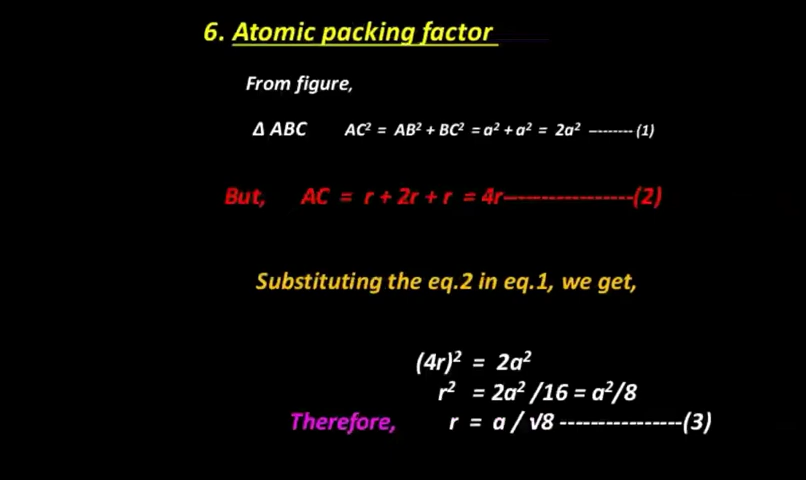 6. Atomic packing factor
From figure,
Δ ABC AC² = AB² + BC² = a² + a² = 2a² -------- (1)
But, AC = r + 2r + r = 4r-----------------(2)
Substituting the eq.2 in eq.1, we get,
(4r)² = 2a²
r² = 2a² /16 = a²/8
Therefore, r = a / √8 ----------------(3)